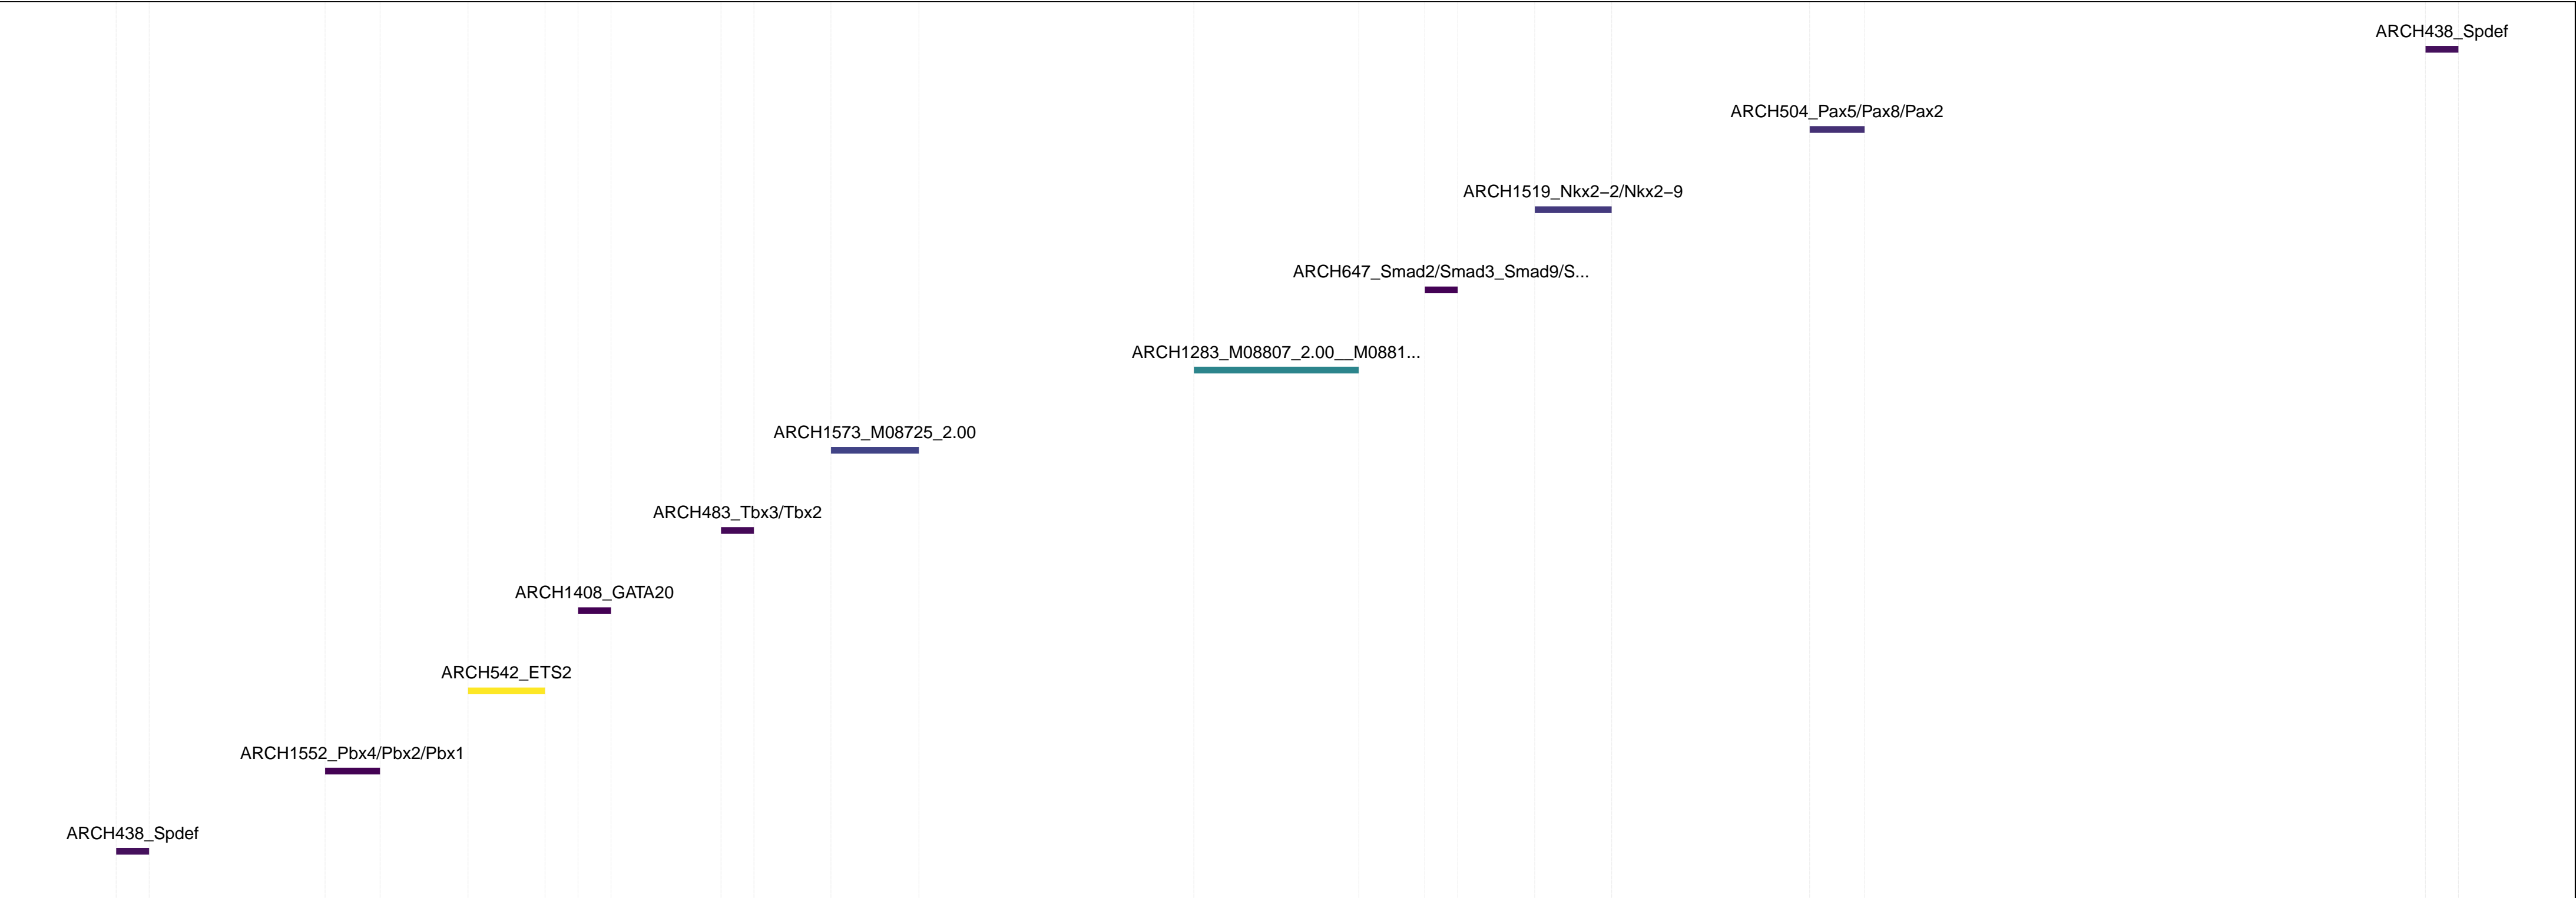 ARCH438_Spdef
ARCH504_Pax5/Pax8/Pax2
ARCH1519_Nkx2−2/Nkx2−9
ARCH647_Smad2/Smad3_Smad9/S...
ARCH1283_M08807_2.00__M0881...
ARCH1573_M08725_2.00
ARCH483_Tbx3/Tbx2
ARCH1408_GATA20
ARCH542_ETS2
ARCH1552_Pbx4/Pbx2/Pbx1
ARCH438_Spdef